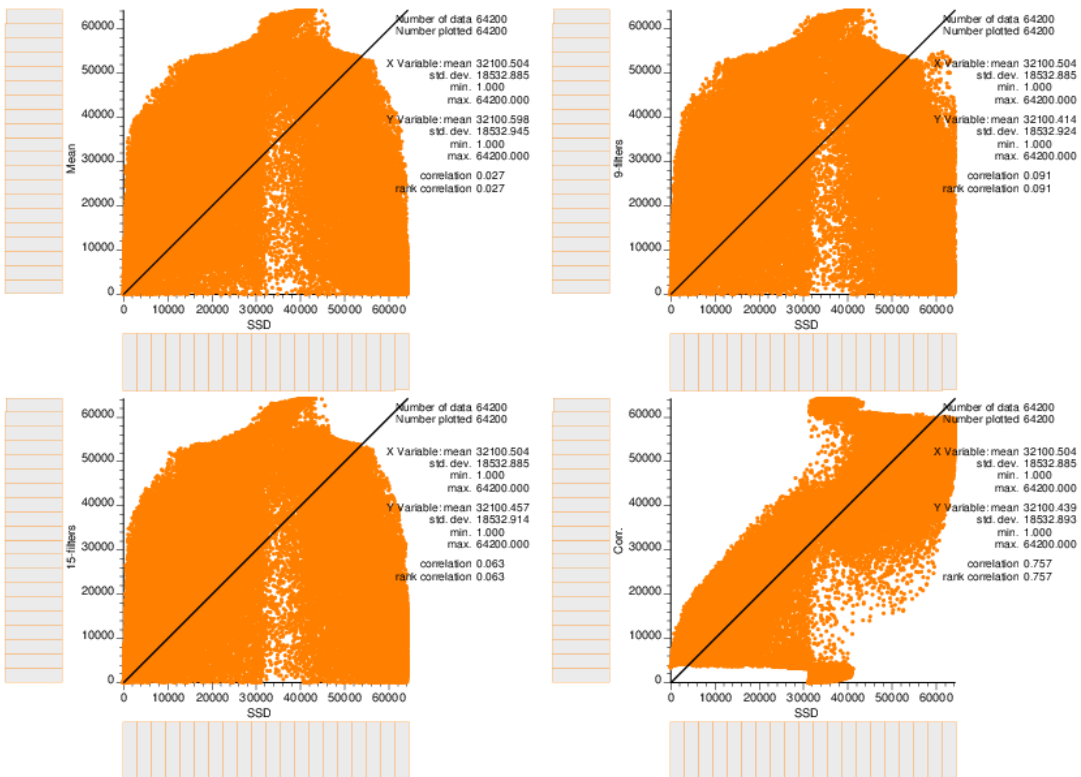 60000
50000
40000
30000
20000
10000
0
Mean
0 10000 20000 30000 40000 50000 60000
SSD
Number of data 64200
Number plotted 64200
X Variable: mean 32100.504
std. dev. 18532.885
min. 1.000
max. 64200.000
Y Variable: mean 32100.598
std. dev. 18532.945
min. 1.000
max. 64200.000
correlation 0.027
rank correlation 0.027
60000
50000
40000
30000
20000
10000
0
9-filters
0 10000 20000 30000 40000 50000 60000
SSD
Number of data 64200
Number plotted 64200
X Variable: mean 32100.504
std. dev. 18532.885
min. 1.000
max. 64200.000
Y Variable: mean 32100.414
std. dev. 18532.924
min. 1.000
max. 64200.000
correlation 0.091
rank correlation 0.091
60000
50000
40000
30000
20000
10000
0
15-filters
0 10000 20000 30000 40000 50000 60000
SSD
Number of data 64200
Number plotted 64200
X Variable: mean 32100.504
std. dev. 18532.885
min. 1.000
max. 64200.000
Y Variable: mean 32100.457
std. dev. 18532.914
min. 1.000
max. 64200.000
correlation 0.063
rank correlation 0.063
60000
50000
40000
30000
20000
10000
0
Corr.
0 10000 20000 30000 40000 50000 60000
SSD
Number of data 64200
Number plotted 64200
X Variable: mean 32100.504
std. dev. 18532.885
min. 1.000
max. 64200.000
Y Variable: mean 32100.439
std. dev. 18532.893
min. 1.000
max. 64200.000
correlation 0.757
rank correlation 0.757